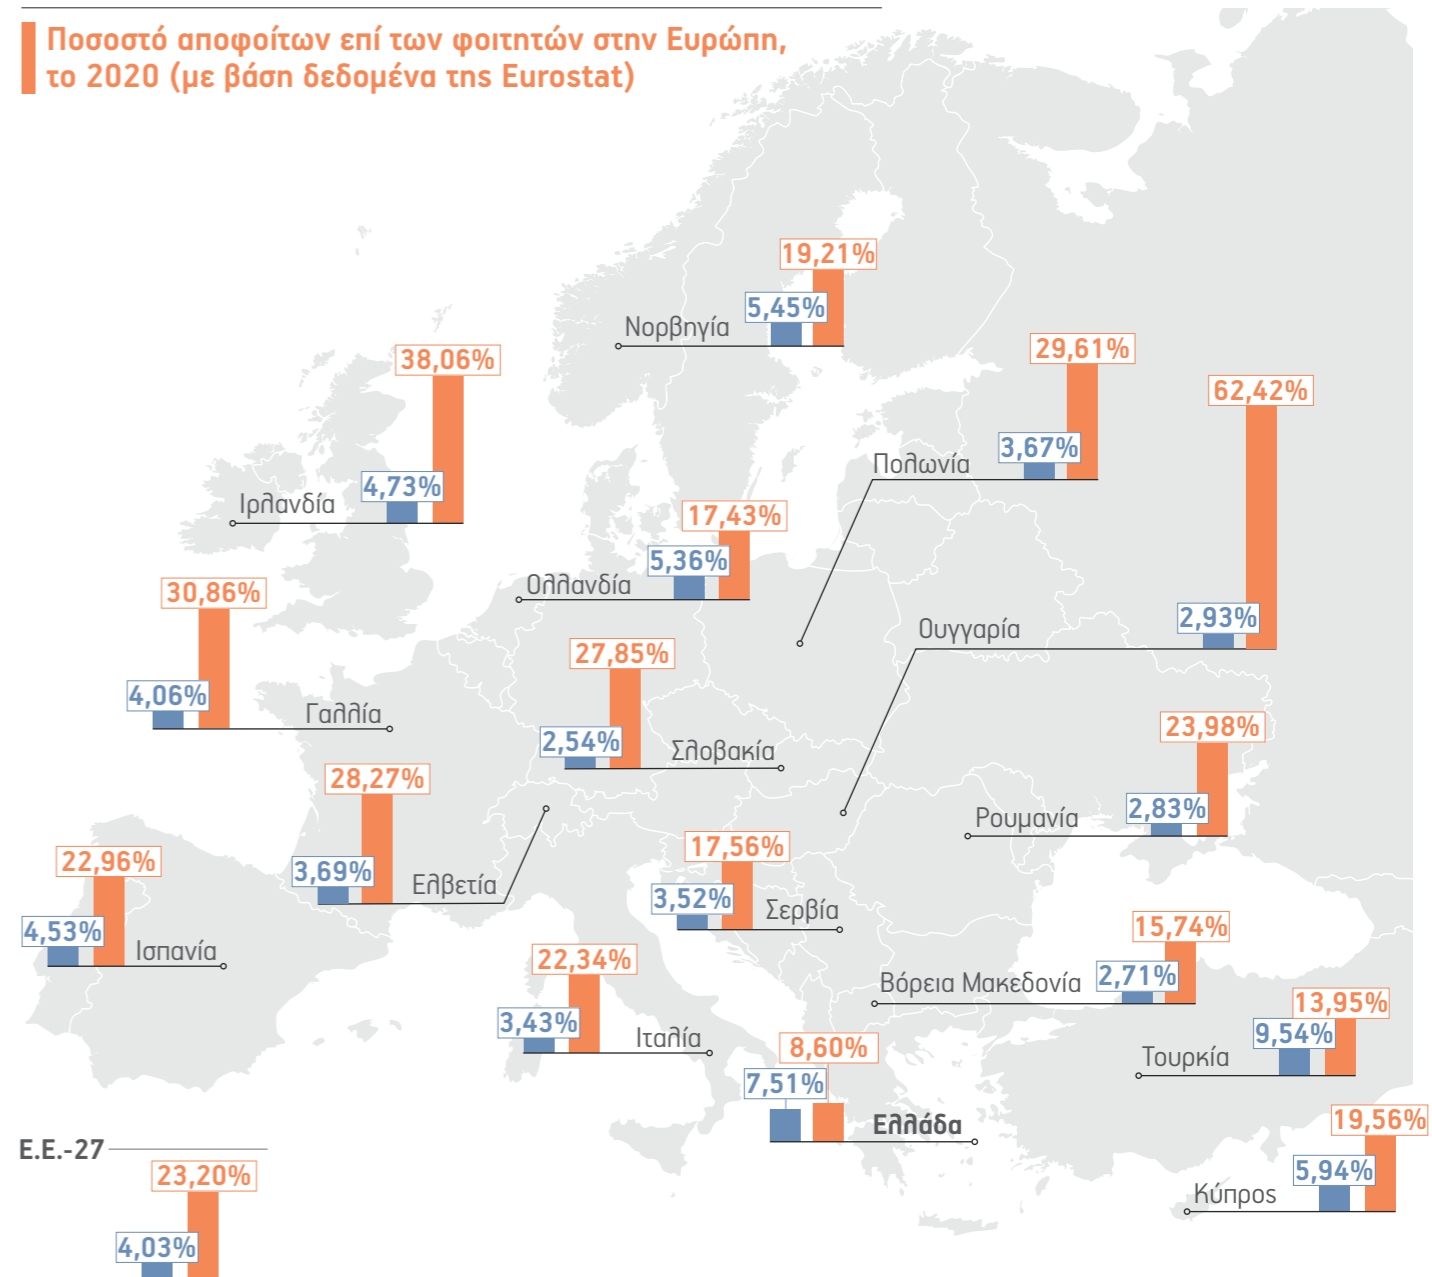 Ποσοστό αποφοίτων επί των φοιτητών στην Ευρώπη,
το 2020 (με βάση δεδομένα της Eurostat)
19,21%
5,45%
Νορβηγία
29,61%
3,67%
Πολωνία
38,06%
4,73%
Ιρλανδία
62,42%
2,93%
Ουγγαρία
17,43%
5,36%
Ολλανδία
30,86%
4,06%
Γαλλία
27,85%
2,54%
Σλοβακία
23,98%
2,83%
Ρουμανία
28,27%
3,69%
Ελβετία
17,56%
3,52%
Σερβία
22,96%
4,53%
Ισπανία
15,74%
2,71%
Βόρεια Μακεδονία
22,34%
3,43%
Ιταλία
13,95%
9,54%
Τουρκία
8,60%
7,51%
Ελλάδα
19,56%
5,94%
Κύπρος
Ε.Ε.-27
23,20%
4,03%